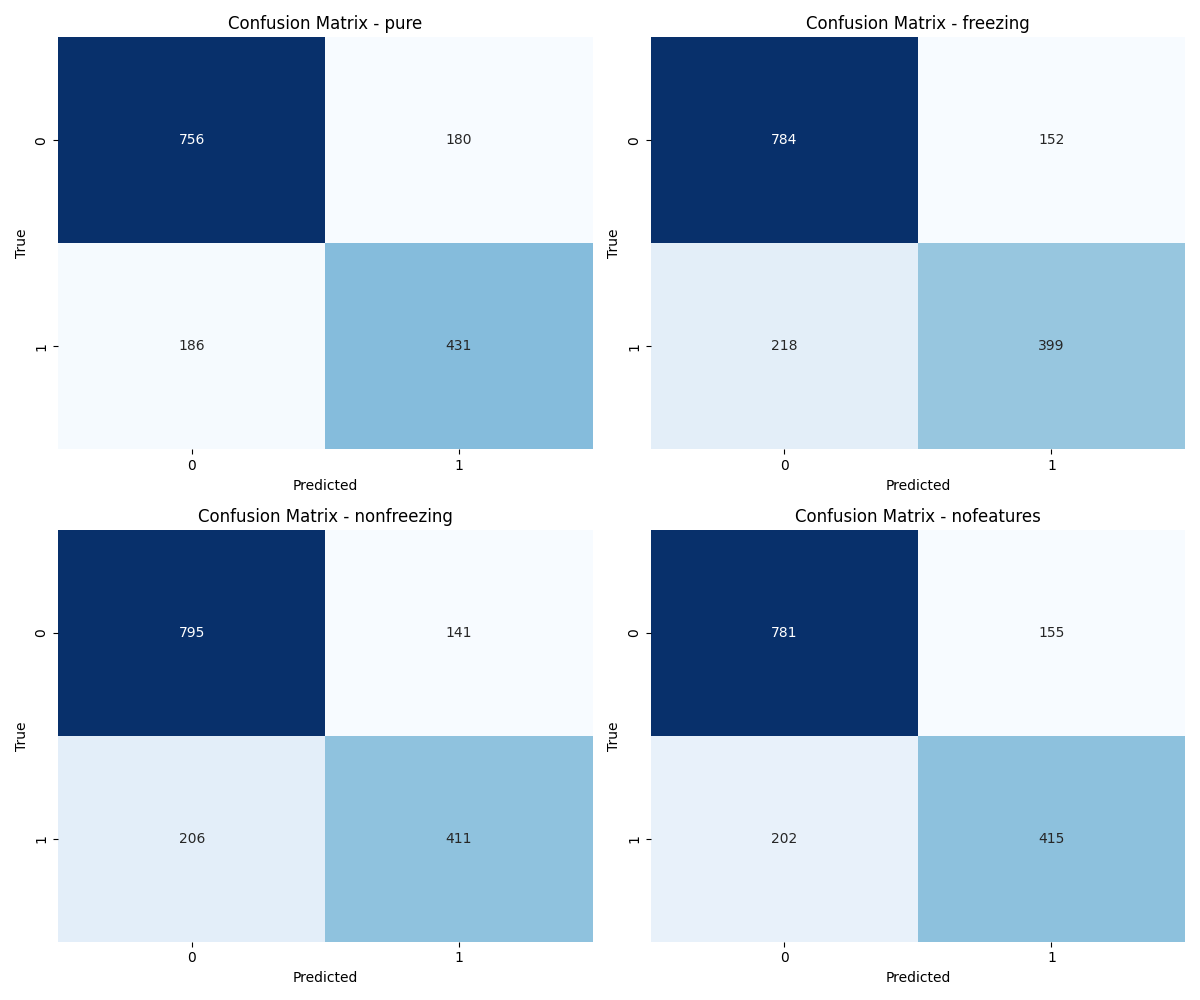 Confusion Matrix - pure
0
756
180
True
1
186
431
0
1
Predicted
Confusion Matrix - freezing
0
784
152
True
1
218
399
0
1
Predicted
Confusion Matrix - nonfreezing
0
795
141
True
1
206
411
0
1
Predicted
Confusion Matrix - nofeatures
0
781
155
True
1
202
415
0
1
Predicted